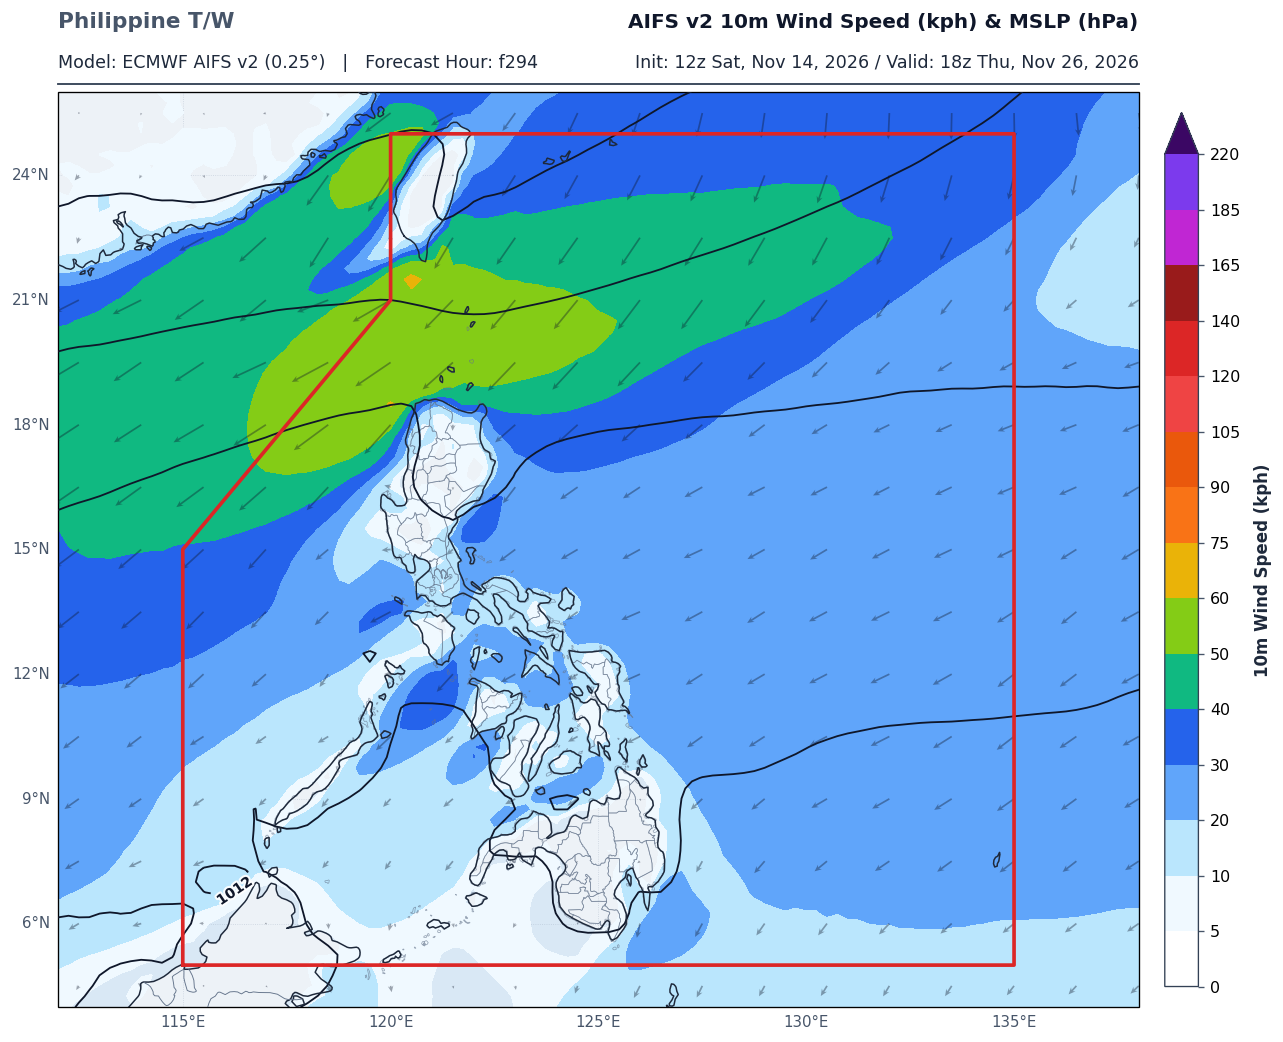 Philippine T/W
AIFS v2 10m Wind Speed (kph) & MSLP (hPa)
Model: ECMWF AIFS v2 (0.25°) | Forecast Hour: f294
Init: 12z Sat, Nov 14, 2026 / Valid: 18z Thu, Nov 26, 2026
24°N
21°N
18°N
15°N
12°N
9°N
6°N
1012
115°E
120°E
125°E
130°E
135°E
220
185
165
140
120
105
90
75
60
50
40
30
20
10
5
0
10m Wind Speed (kph)